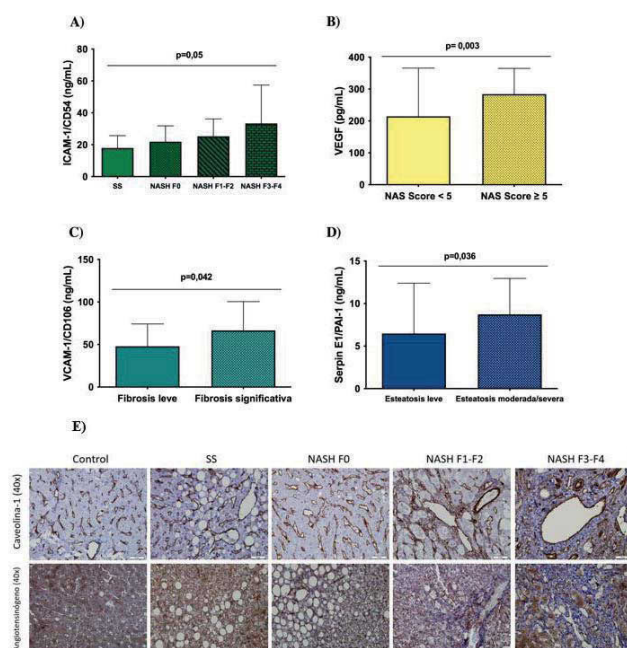 A)
p=0,05
ICAM-1/CD54 (ng/mL)
80
60
40
20
0
SS
NASH F0
NASH F1-F2
NASH F3-F4
B)
p= 0,003
VEGF (pg/mL)
400
300
200
100
0
NAS Score < 5
NAS Score ≥ 5
C)
p=0,042
VCAM-1/CD106 (ng/mL)
150
100
50
0
Fibrosis leve
Fibrosis significativa
D)
p=0,036
Serpin E1/PAI-1 (ng/mL)
15
10
5
0
Esteatosis leve
Esteatosis moderada/severa
E)
Control
SS
NASH F0
NASH F1-F2
NASH F3-F4
Caveolina-1 (40x)
Angiotensinógeno (40x)